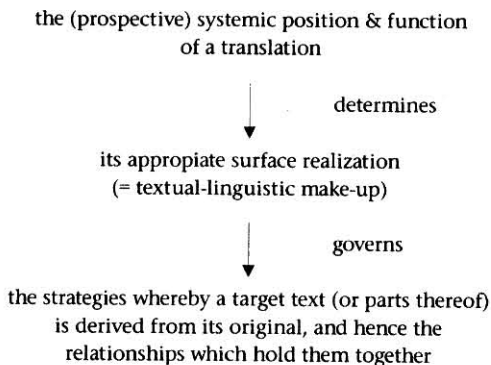 the (prospective) systemic position & function
of a translation
determines
its appropiate surface realization
(= textual-linguistic make-up)
governs
the strategies whereby a target text (or parts thereof)
is derived from its original, and hence the
relationships which hold them together